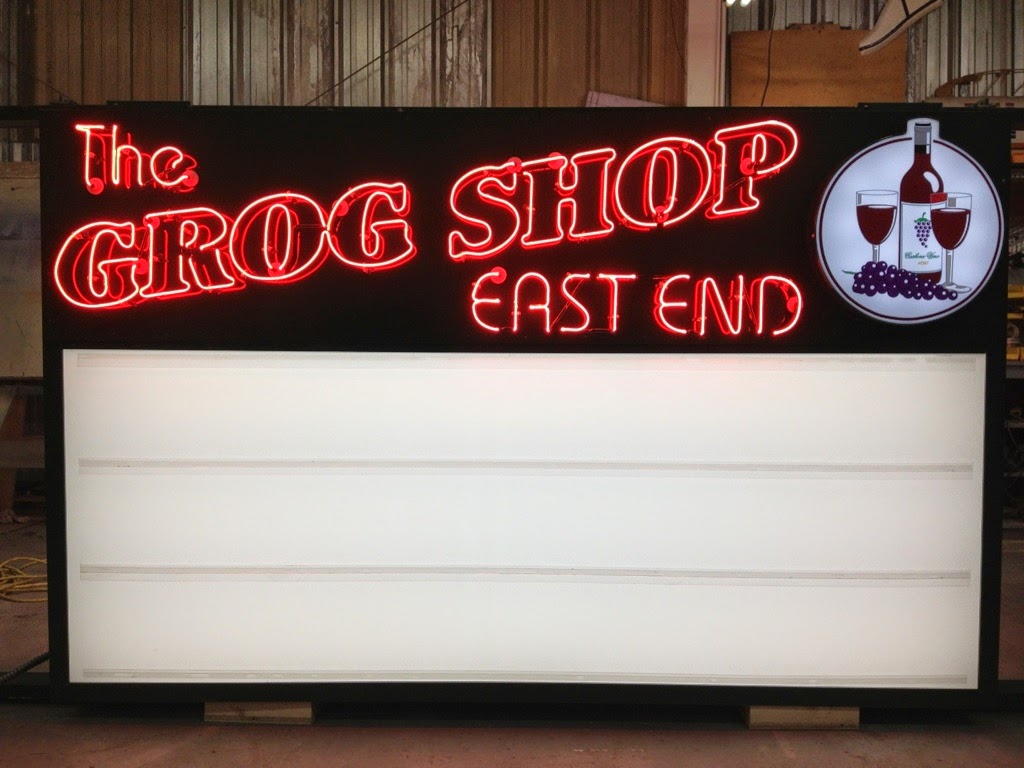 The
GROG SHOP
EAST END